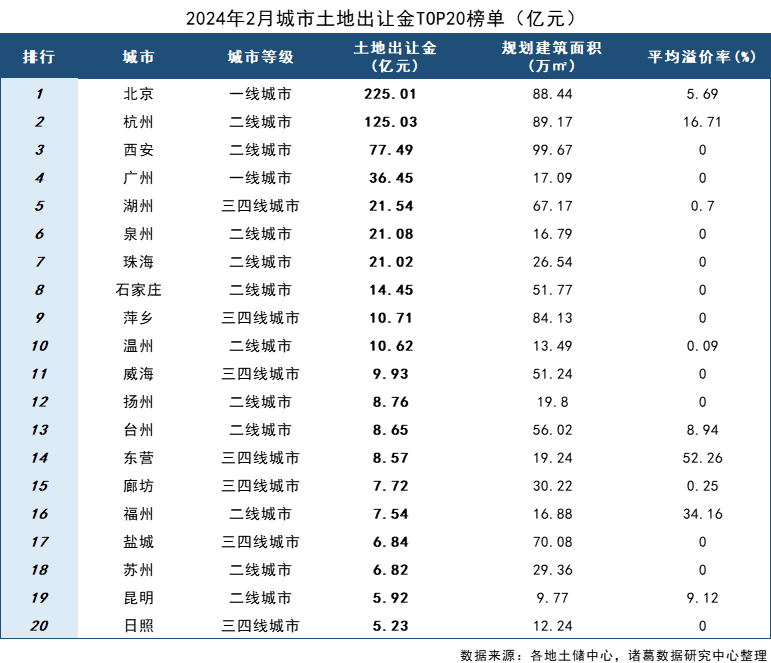 2024年2月城市土地出让金TOP20榜单（亿元）
排行 城市 城市等级 土地出让金（亿元） 规划建筑面积（万㎡） 平均溢价率(%)
1 北京 一线城市 225.01 88.44 5.69
2 杭州 二线城市 125.03 89.17 16.71
3 西安 二线城市 77.49 99.67 0
4 广州 一线城市 36.45 17.09 0
5 湖州 三四线城市 21.54 67.17 0.7
6 泉州 二线城市 21.08 16.79 0
7 珠海 二线城市 21.02 26.54 0
8 石家庄 二线城市 14.45 51.77 0
9 萍乡 三四线城市 10.71 84.13 0
10 温州 二线城市 10.62 13.49 0.09
11 威海 三四线城市 9.93 51.24 0
12 扬州 二线城市 8.76 19.8 0
13 台州 二线城市 8.65 56.02 8.94
14 东营 三四线城市 8.57 19.24 52.26
15 廊坊 三四线城市 7.72 30.22 0.25
16 福州 二线城市 7.54 16.88 34.16
17 盐城 三四线城市 6.84 70.08 0
18 苏州 二线城市 6.82 29.36 0
19 昆明 二线城市 5.92 9.77 9.12
20 日照 三四线城市 5.23 12.24 0
数据来源：各地土储中心，诸葛数据研究中心整理